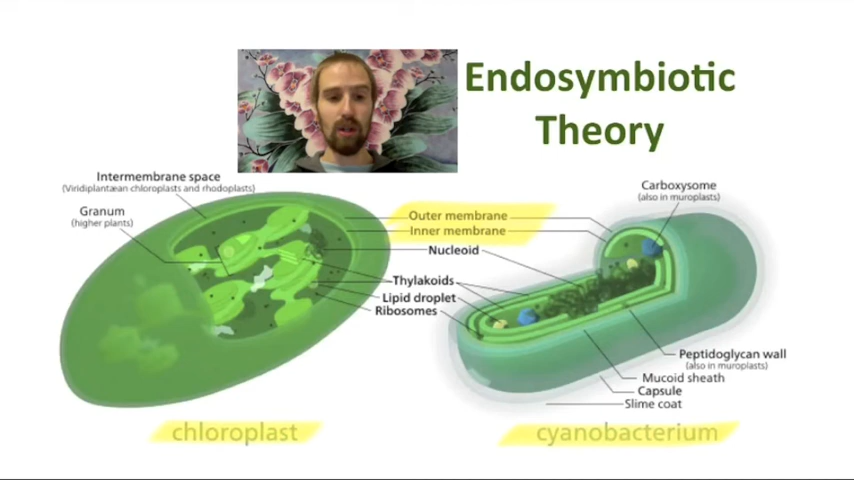 Endosymbiotic
Theory
Intermembrane space
(Viridiplantæan chloroplasts and rhodoplasts)
Granum
(higher plants)
Outer membrane
Inner membrane
Nucleoid
Thylakoids
Lipid droplet
Ribosomes
Carboxysome
(also in muroplasts)
Peptidoglycan wall
(also in muroplasts)
Mucoid sheath
Capsule
Slime coat
chloroplast
cyanobacterium